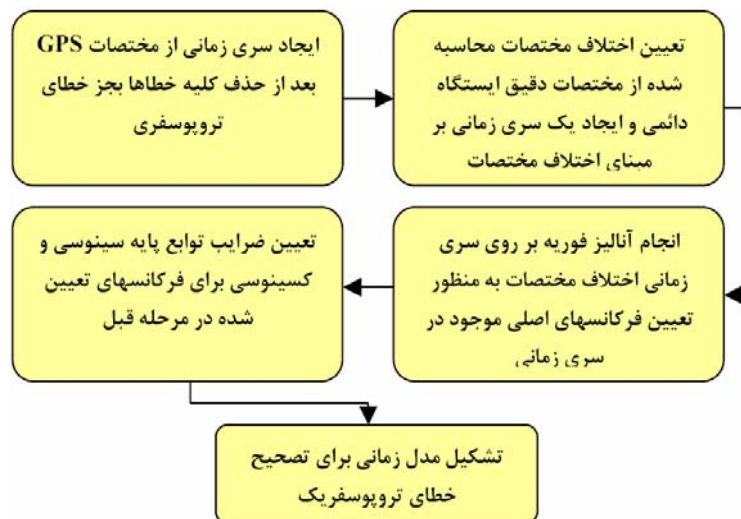 ایجاد سری زمانی از مختصات GPS
بعد از حذف کلیه خطاها بجز خطای
تروپوسفری
تعیین اختلاف مختصات محاسبه
شده از مختصات دقیق ایستگاه
دائمی و ایجاد یک سری زمانی بر
مبنای اختلاف مختصات
انجام آنالیز فوریه بر روی سری
زمانی اختلاف مختصات به منظور
تعیین فرکانسهای اصلی موجود در
سری زمانی
تعیین ضرایب توابع پایه سینوسی و
کسینوسی برای فرکانسهای تعیین
شده در مرحله قبل
تشکیل مدل زمانی برای تصحیح
خطای تروپوسفریک